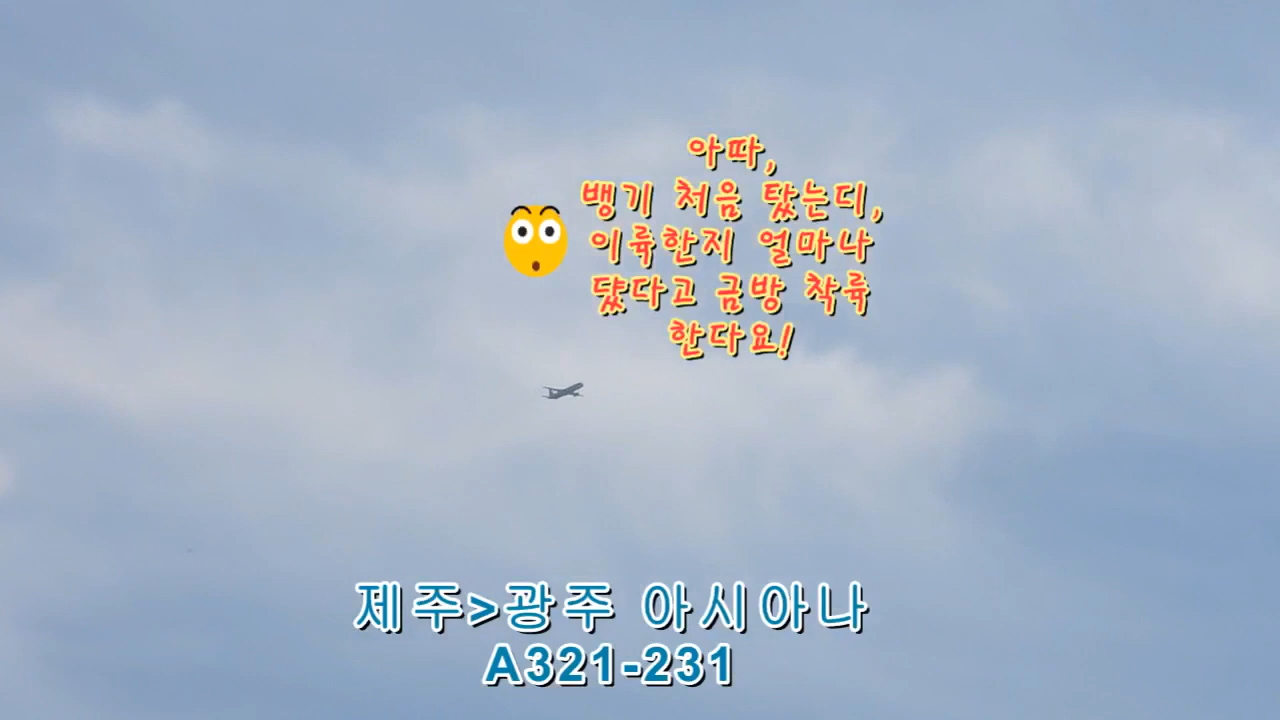 아따,
뱅기 처음 탔는디,
이륙한지 얼마나
댰다고 금방 착륙
한다요!
제주>광주 아시아나
A321-231